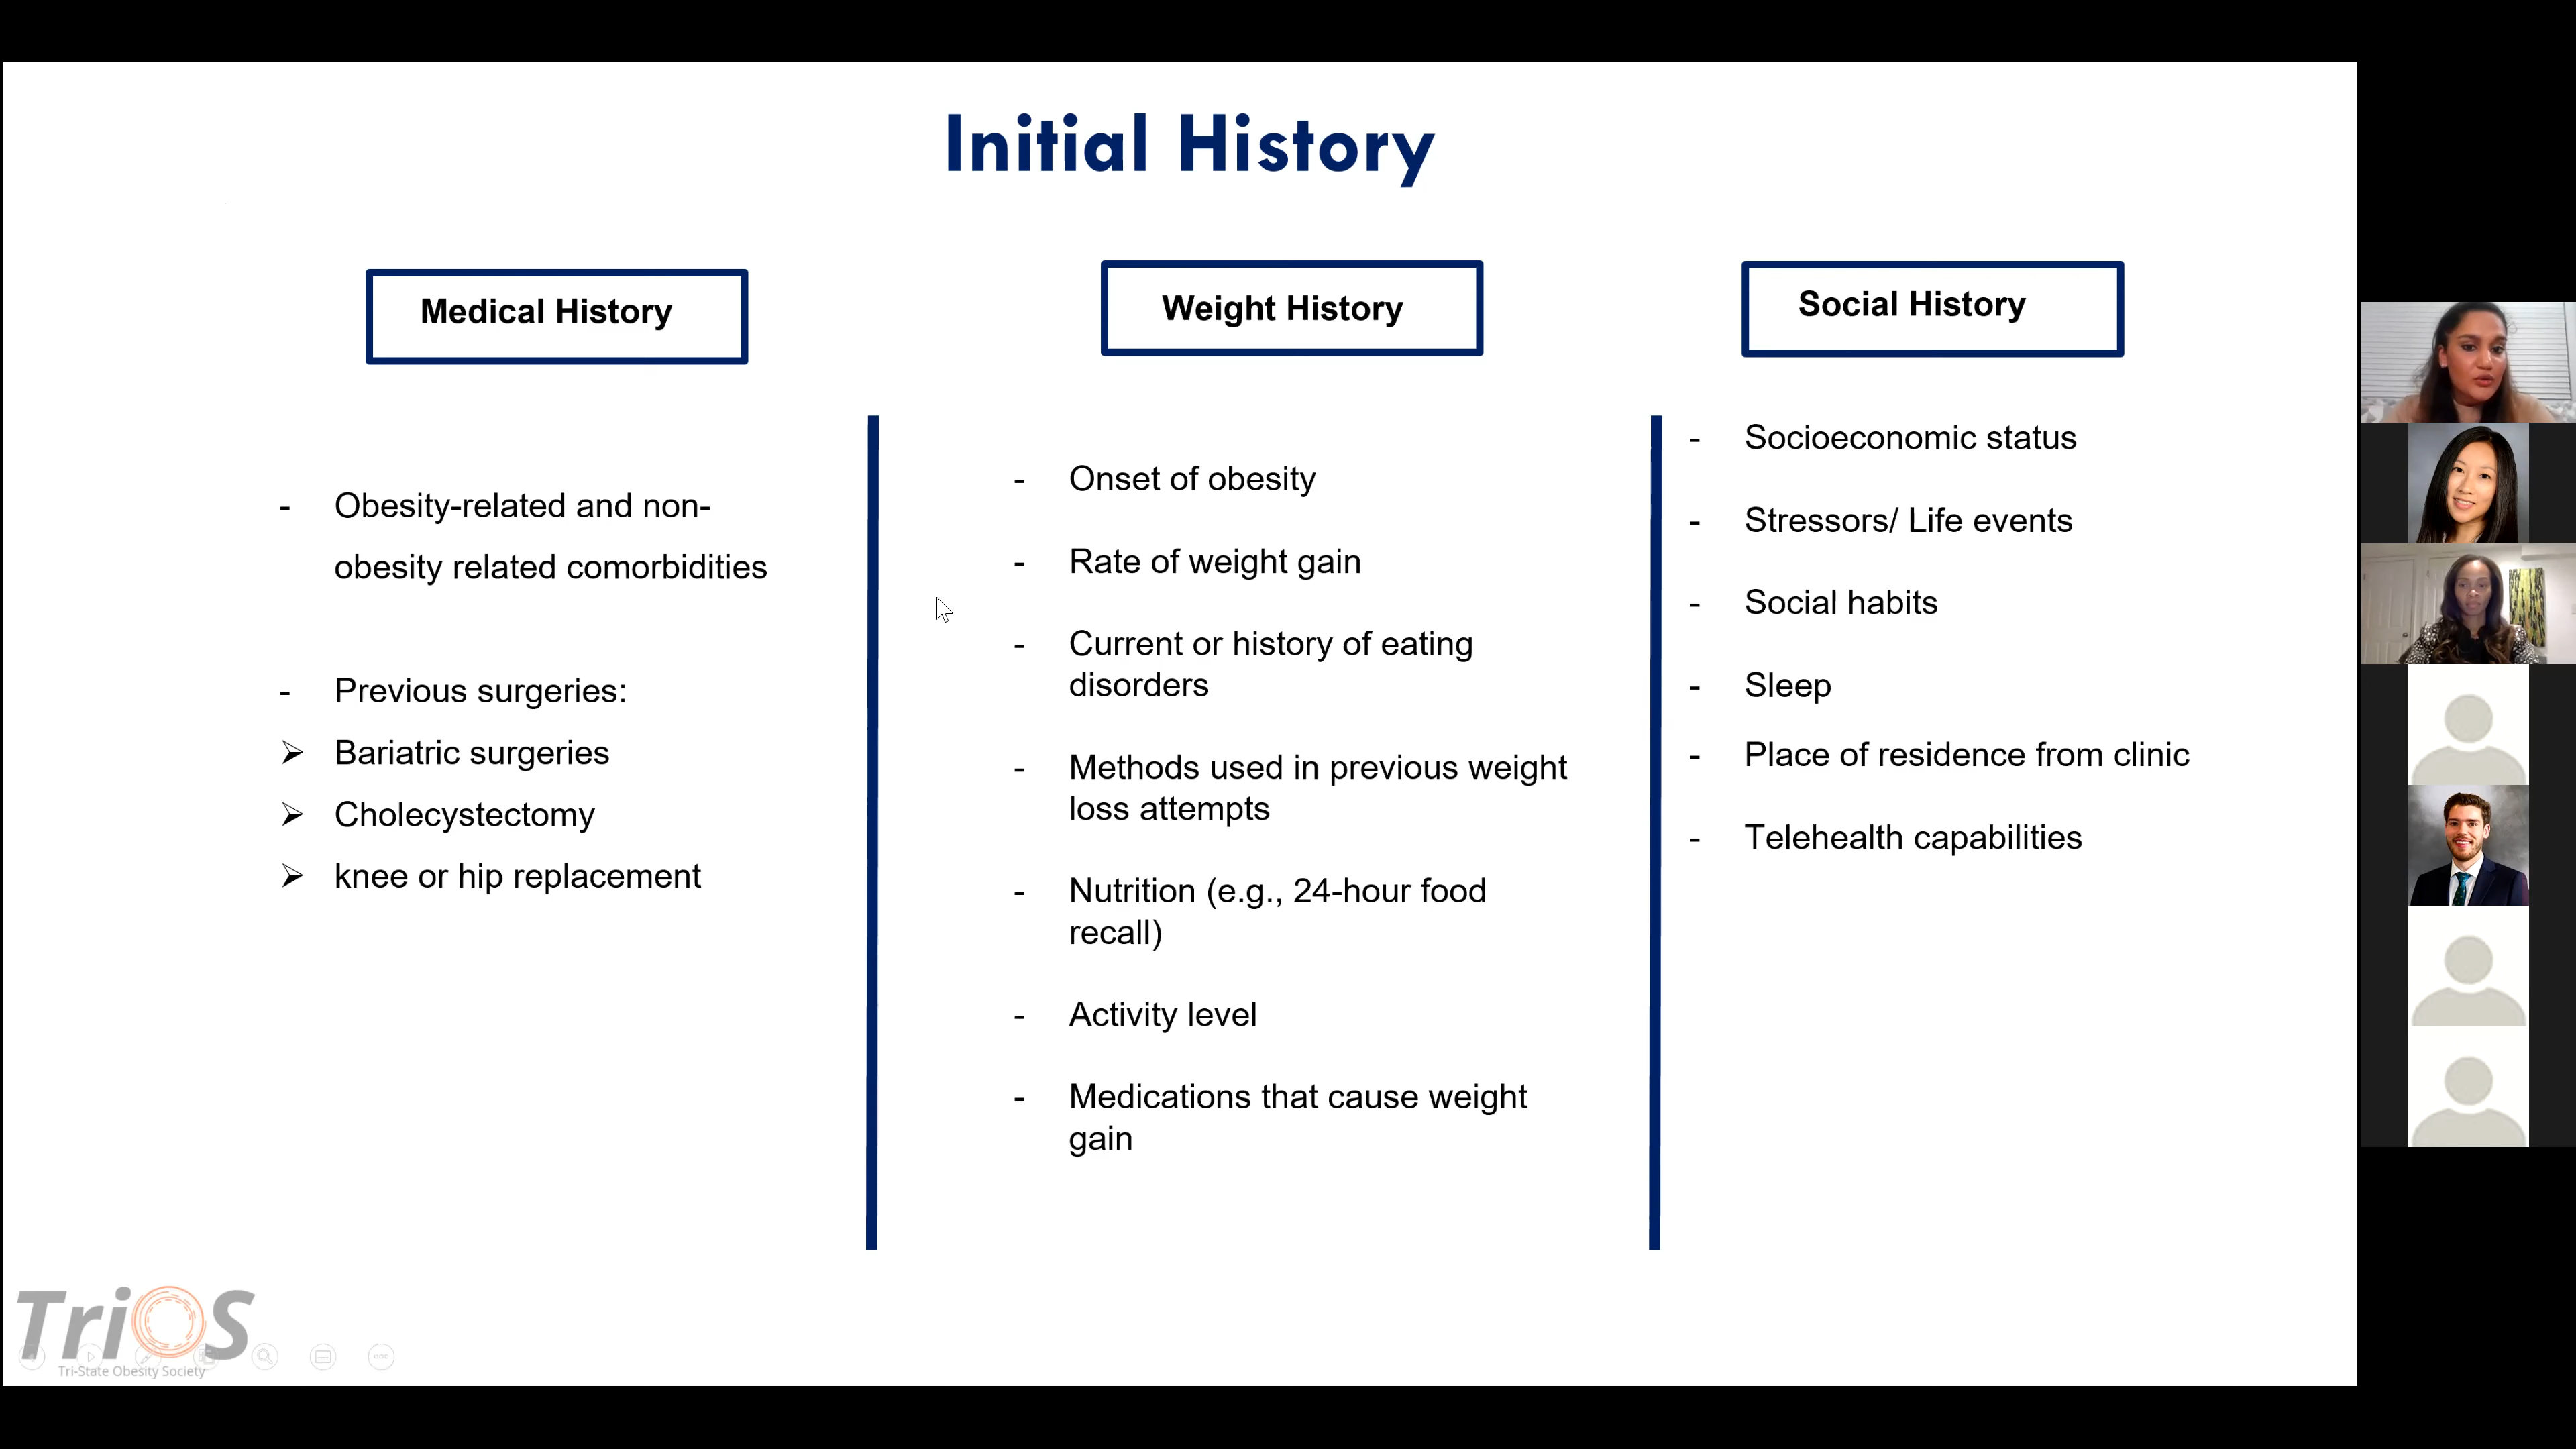 Initial History
Medical History
- Obesity-related and non-
obesity related comorbidities
- Previous surgeries:
➢ Bariatric surgeries
➢ Cholecystectomy
➢ knee or hip replacement
Weight History
- Onset of obesity
- Rate of weight gain
- Current or history of eating
disorders
- Methods used in previous weight
loss attempts
- Nutrition (e.g., 24-hour food
recall)
- Activity level
- Medications that cause weight
gain
Social History
- Socioeconomic status
- Stressors/ Life events
- Social habits
- Sleep
- Place of residence from clinic
- Telehealth capabilities
TriOS
Tri-State Obesity Society